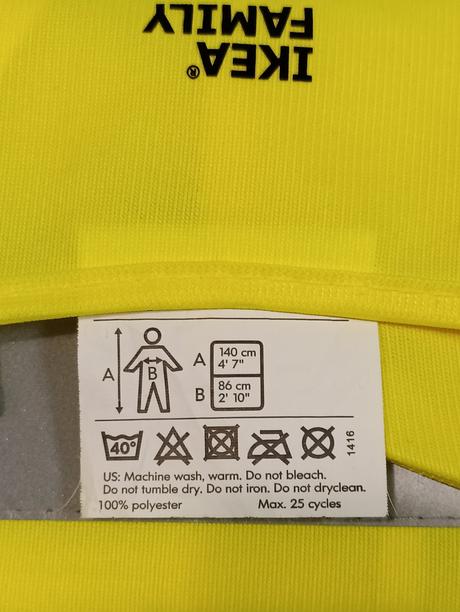 IKEA®
FAMILY
A
B
A 140 cm
4' 7"
B 86 cm
2' 10"
40°
1416
US: Machine wash, warm. Do not bleach.
Do not tumble dry. Do not iron. Do not dryclean.
100% polyester Max. 25 cycles